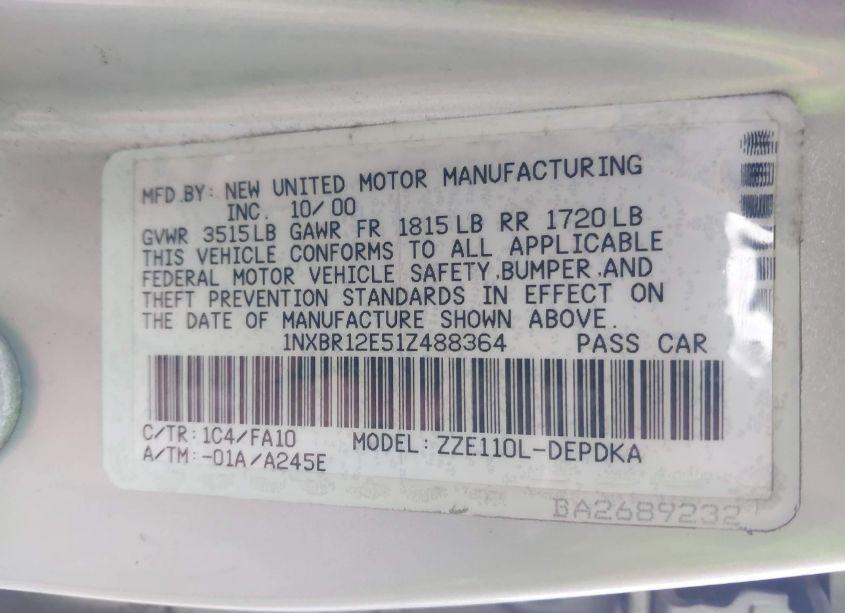 MFD.BY: NEW UNITED MOTOR MANUFACTURING
INC. 10/00
GVWR 3515LB GAWR FR 1815LB RR 1720LB
THIS VEHICLE CONFORMS TO ALL APPLICABLE
FEDERAL MOTOR VEHICLE SAFETY.BUMPER.AND
THEFT PREVENTION STANDARDS IN EFFECT ON
THE DATE OF MANUFACTURE SHOWN ABOVE.
1NXBR12E51Z488364 PASS CAR
C/TR:1C4/FA10 MODEL:ZZE110L-DEPDKA
A/TM:-01A/A245E
BA2689232